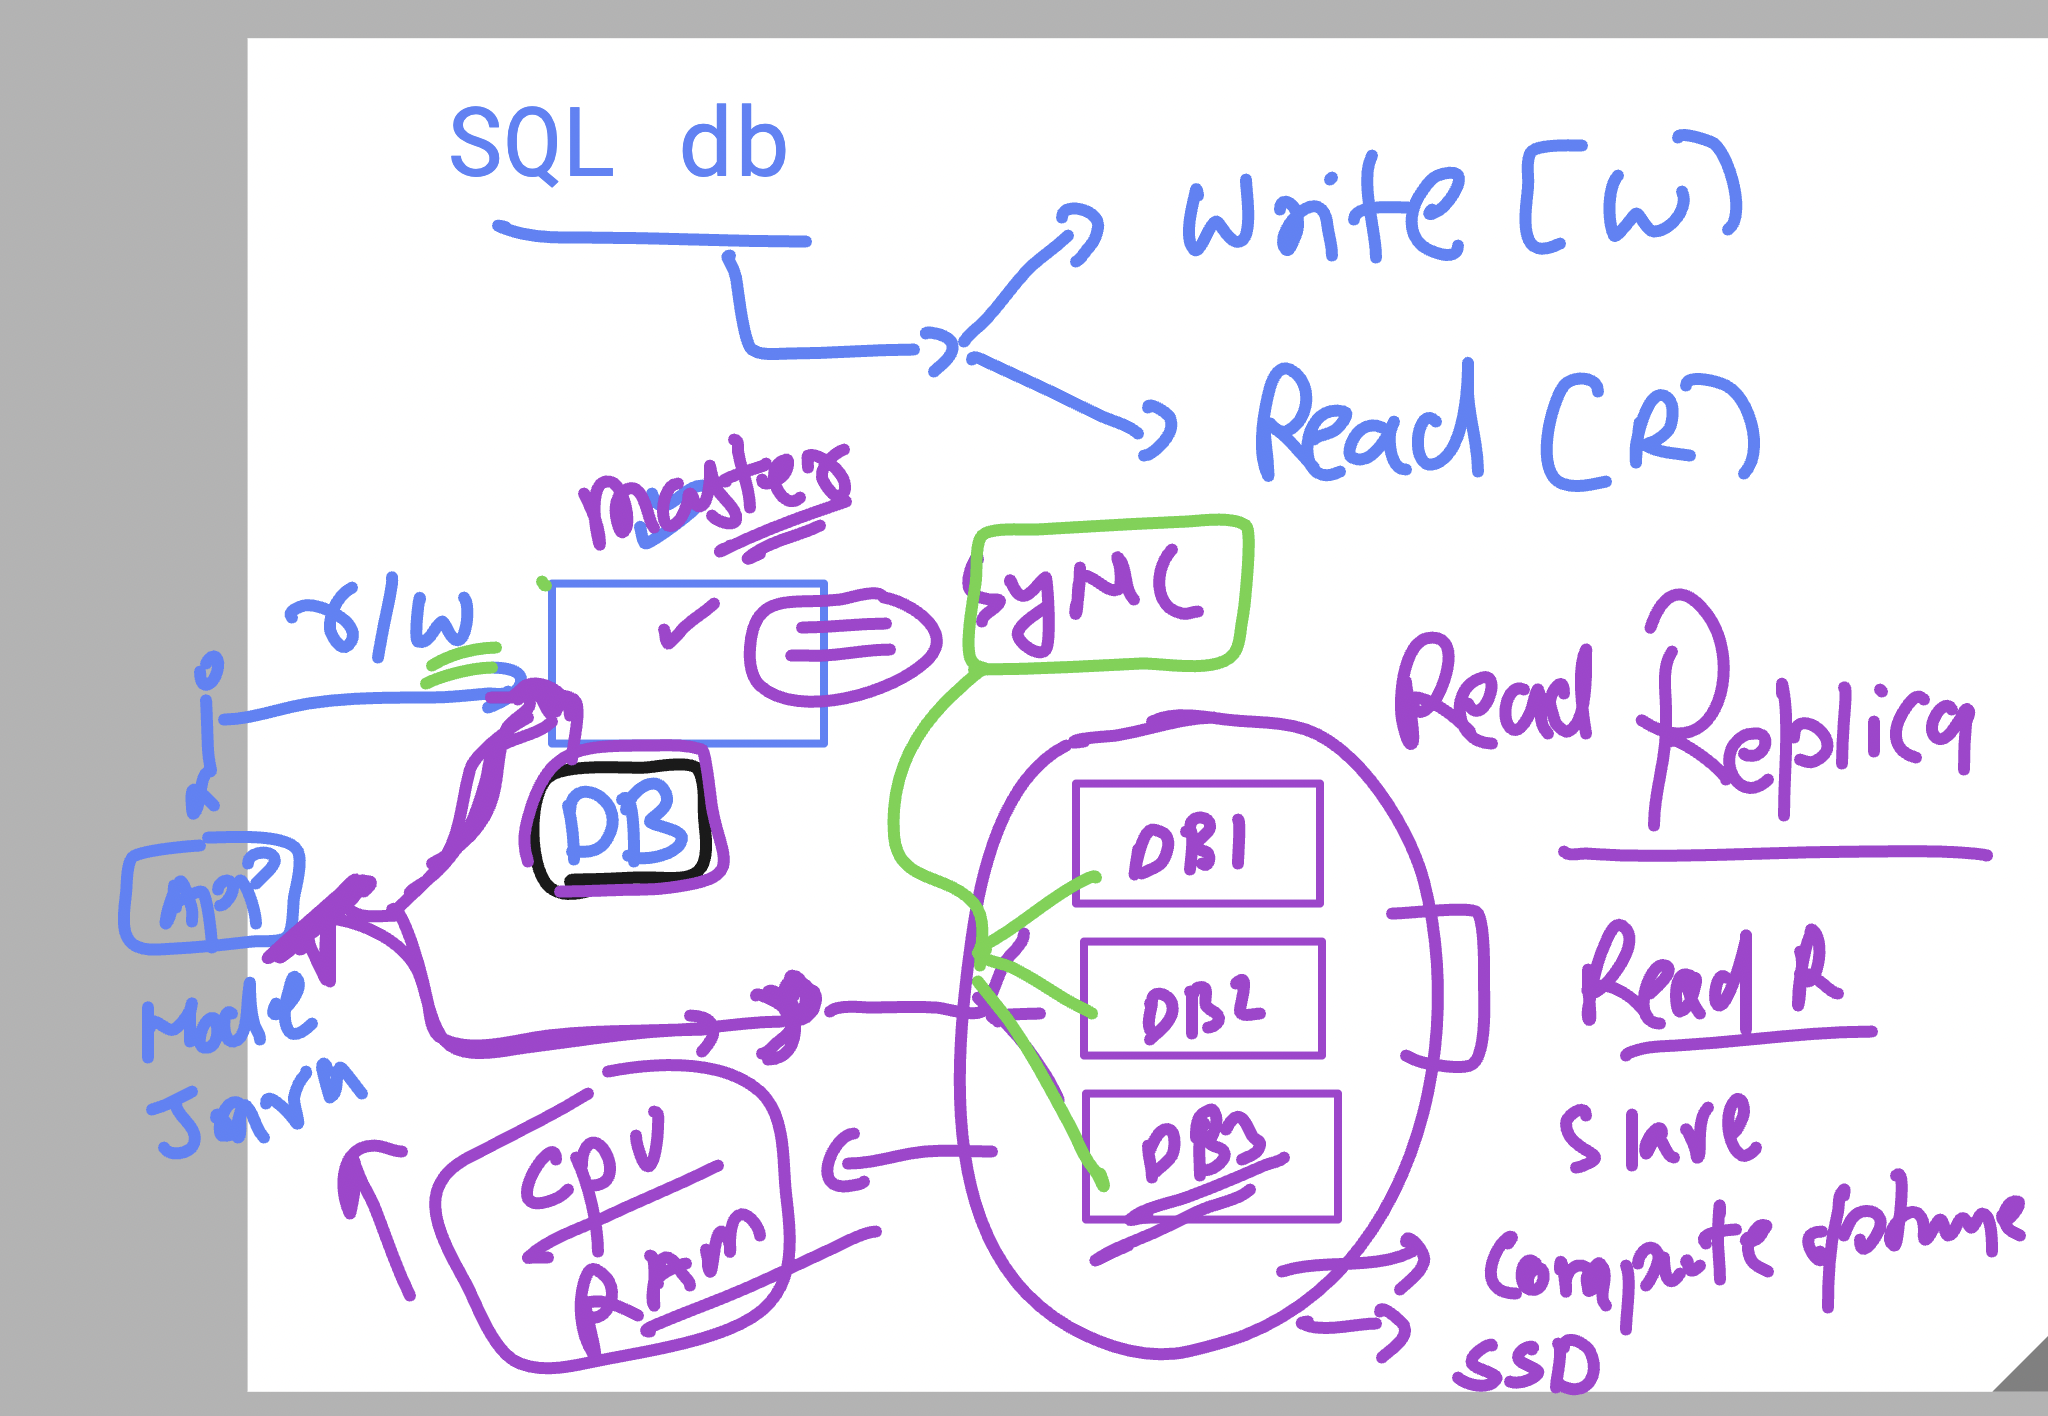 SQL db
Write [W]
Read [R]
master
r/w
SYNC
Read Replica
DB
DB1
APP
DB2
Read R
Node
Java
DB3
CPU
Slave
RAM
Compute
SSD